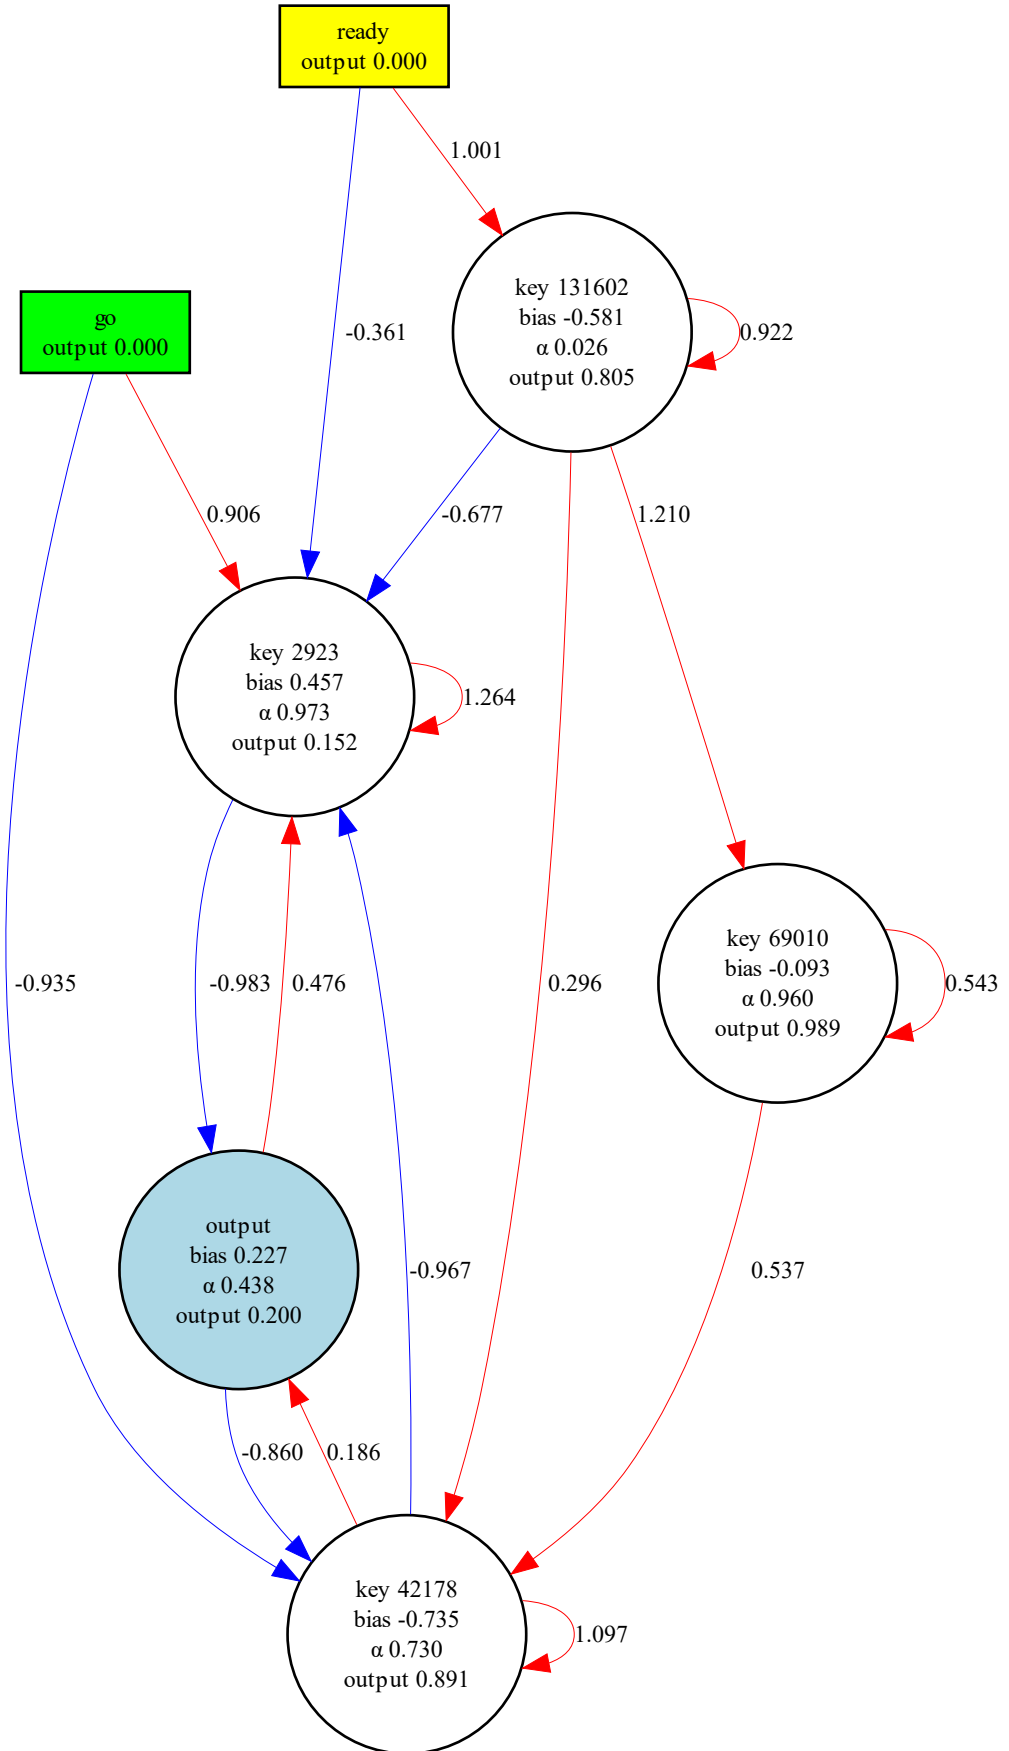 ready
output 0.000
1.001
key 131602
bias -0.581
α 0.026
output 0.805
0.922
go
output 0.000
-0.361
0.906
-0.677
1.210
key 2923
bias 0.457
α 0.973
output 0.152
1.264
key 69010
bias -0.093
α 0.960
output 0.989
0.543
-0.935
-0.983
0.476
0.296
output
bias 0.227
α 0.438
output 0.200
-0.967
0.537
-0.860
0.186
key 42178
bias -0.735
α 0.730
output 0.891
1.097